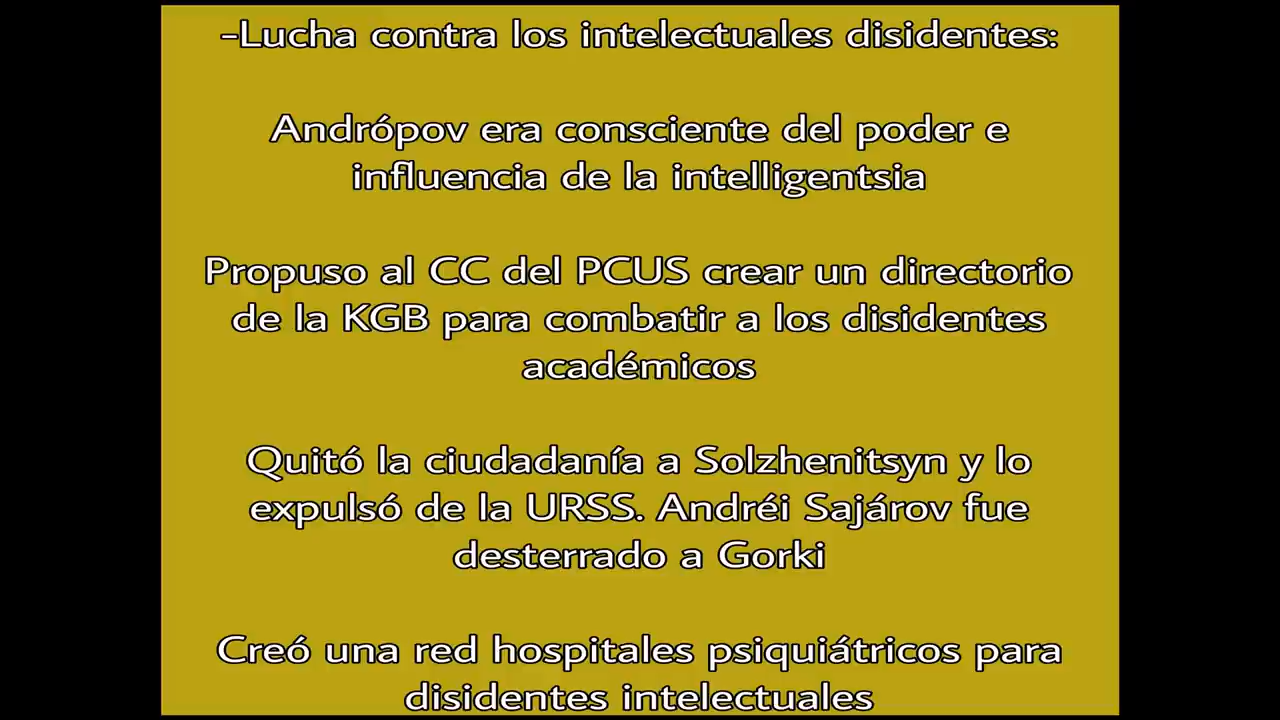 -Lucha contra los intelectuales disidentes:
Andrópov era consciente del poder e
influencia de la intelligentsia
Propuso al CC del PCUS crear un directorio
de la KGB para combatir a los disidentes
académicos
Quitó la ciudadanía a Solzhenitsyn y lo
expulsó de la URSS. Andréi Sajárov fue
desterrado a Gorki
Creó una red hospitales psiquiátricos para
disidentes intelectuales